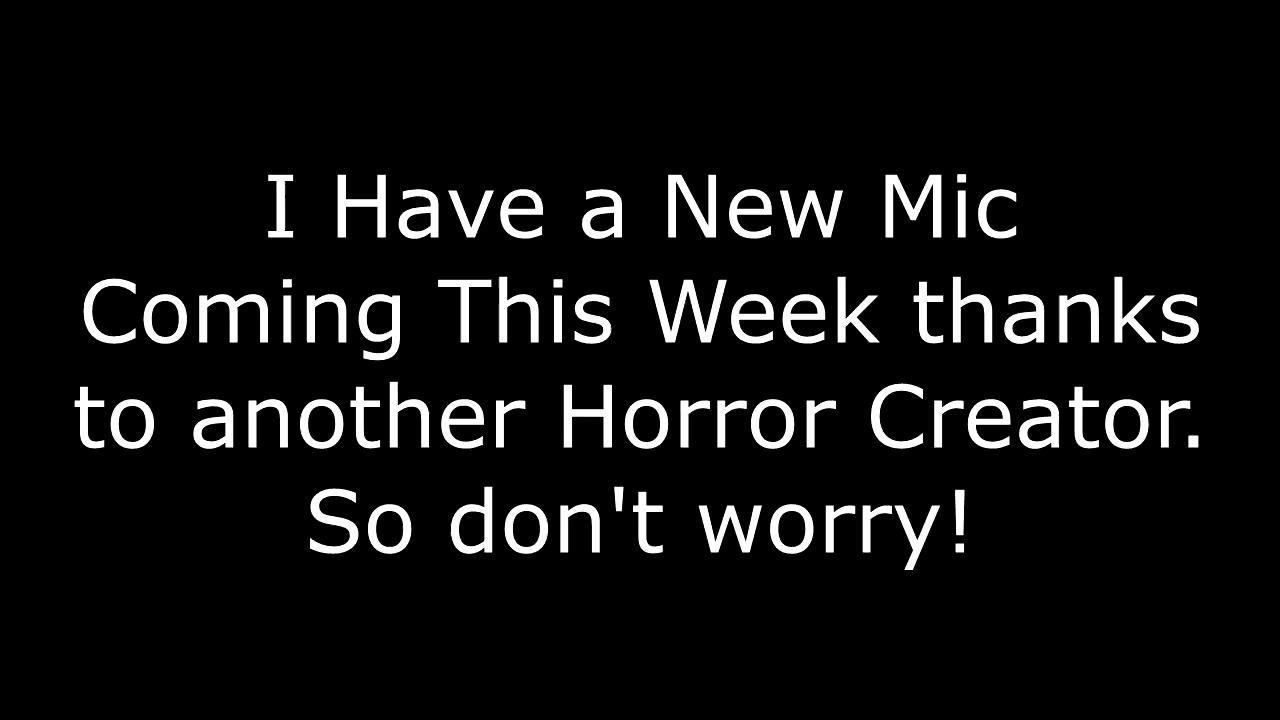 I Have a New Mic
Coming This Week thanks
to another Horror Creator.
So don't worry!